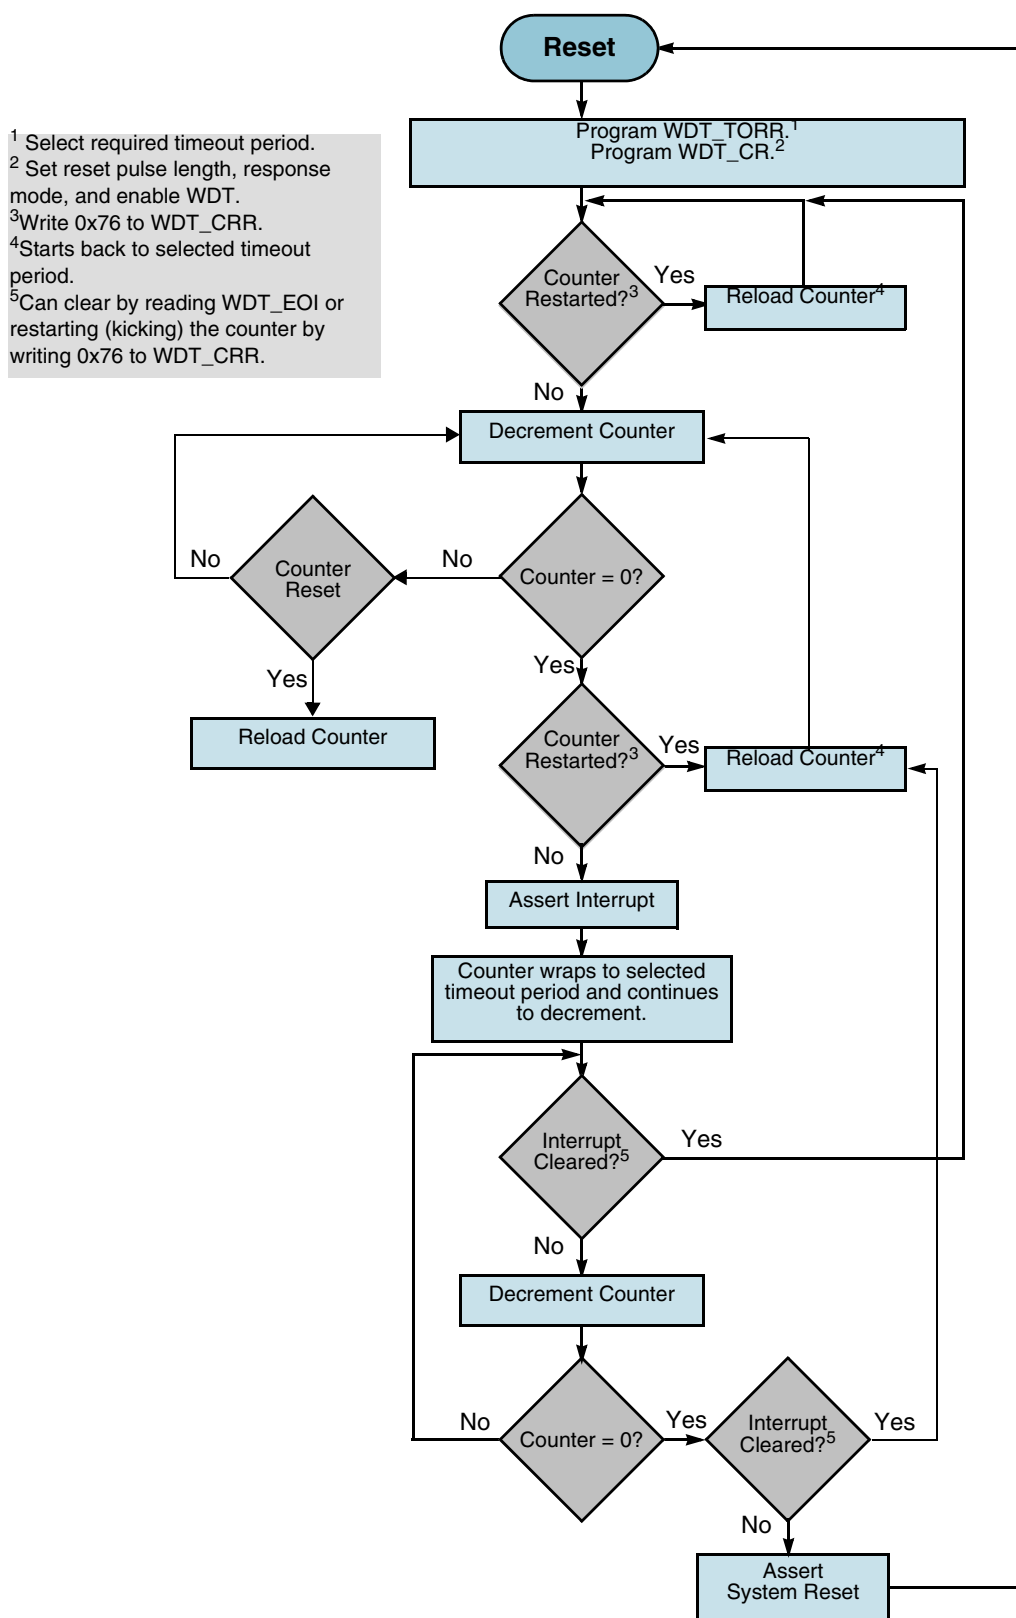 Reset
Program WDT_TORR.1
Program WDT_CR.2
1 Select required timeout period.
2 Set reset pulse length, response
mode, and enable WDT.
3Write 0x76 to WDT_CRR.
4Starts back to selected timeout
period.
5Can clear by reading WDT_EOI or
restarting (kicking) the counter by
writing 0x76 to WDT_CRR.
Counter
Restarted?3
Yes
Reload Counter4
No
Decrement Counter
No
Counter
Reset
No
Counter = 0?
Yes
Yes
Reload Counter
Counter
Restarted?3
Yes
Reload Counter4
No
Assert Interrupt
Counter wraps to selected
timeout period and continues
to decrement.
Interrupt
Cleared?5
Yes
No
Decrement Counter
No
Counter = 0?
Yes
Interrupt
Cleared?5
Yes
No
Assert
System Reset